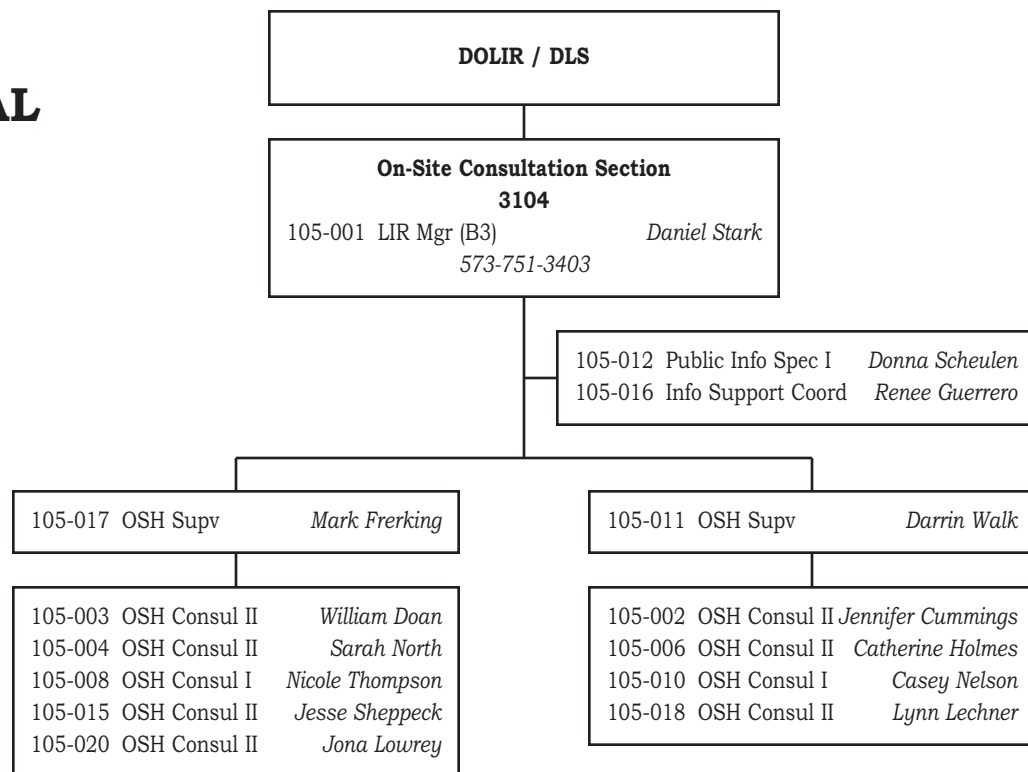 AL
DOLIR / DLS
On-Site Consultation Section
3104
105-001 LIR Mgr (B3) Daniel Stark
573-751-3403
105-012 Public Info Spec I Donna Scheulen
105-016 Info Support Coord Renee Guerrero
105-017 OSH Supv Mark Frerking
105-003 OSH Consul II William Doan
105-004 OSH Consul II Sarah North
105-008 OSH Consul I Nicole Thompson
105-015 OSH Consul II Jesse Sheppeck
105-020 OSH Consul II Jona Lowrey
105-011 OSH Supv Darrin Walk
105-002 OSH Consul II Jennifer Cummings
105-006 OSH Consul II Catherine Holmes
105-010 OSH Consul I Casey Nelson
105-018 OSH Consul II Lynn Lechner